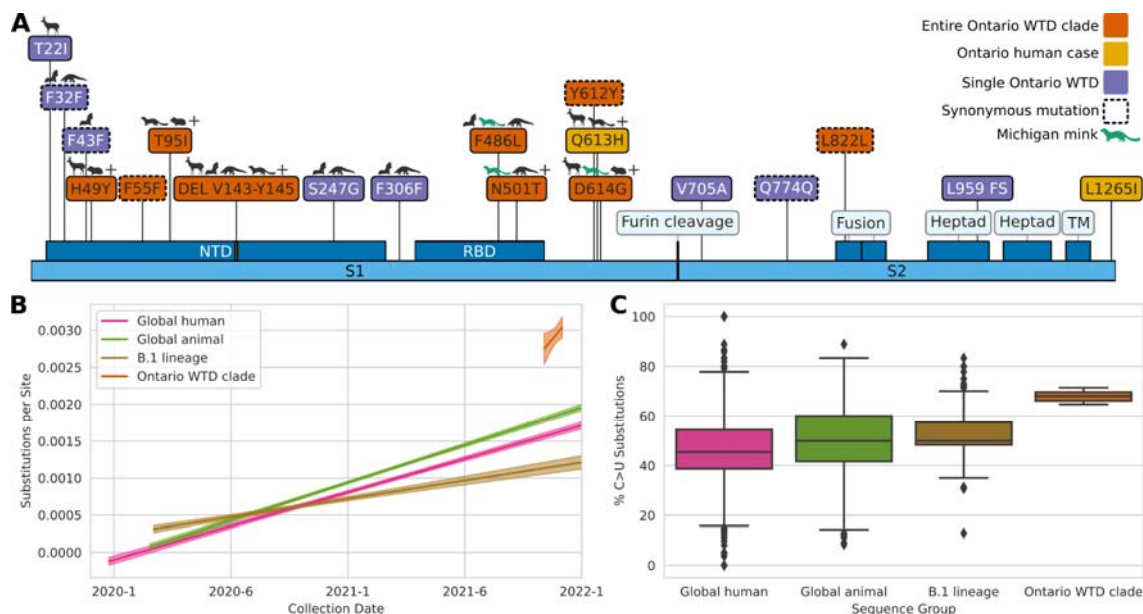 A
Entire Ontario WTD clade
Ontario human case
Single Ontario WTD
Synonymous mutation
Michigan mink
T22I
F32F
Y612Y
F43F
T95I
+
F486L
Q613H
+
L822L
H49Y
+
F55F
DEL V143-Y145
+
S247G
F306F
N501T
+
D614G
+
V705A
Q774Q
L959 FS
L1265I
Furin cleavage
Fusion
Heptad
Heptad
TM
NTD
RBD
S1
S2
B
Global human
Global animal
B.1 lineage
Ontario WTD clade
Substitutions per Site
0.0030
0.0025
0.0020
0.0015
0.0010
0.0005
0.0000
2020-1
2020-6
2021-1
2021-6
2022-1
Collection Date
C
% C>U Substitutions
100
80
60
40
20
0
Global human
Global animal
B.1 lineage
Ontario WTD clade
Sequence Group